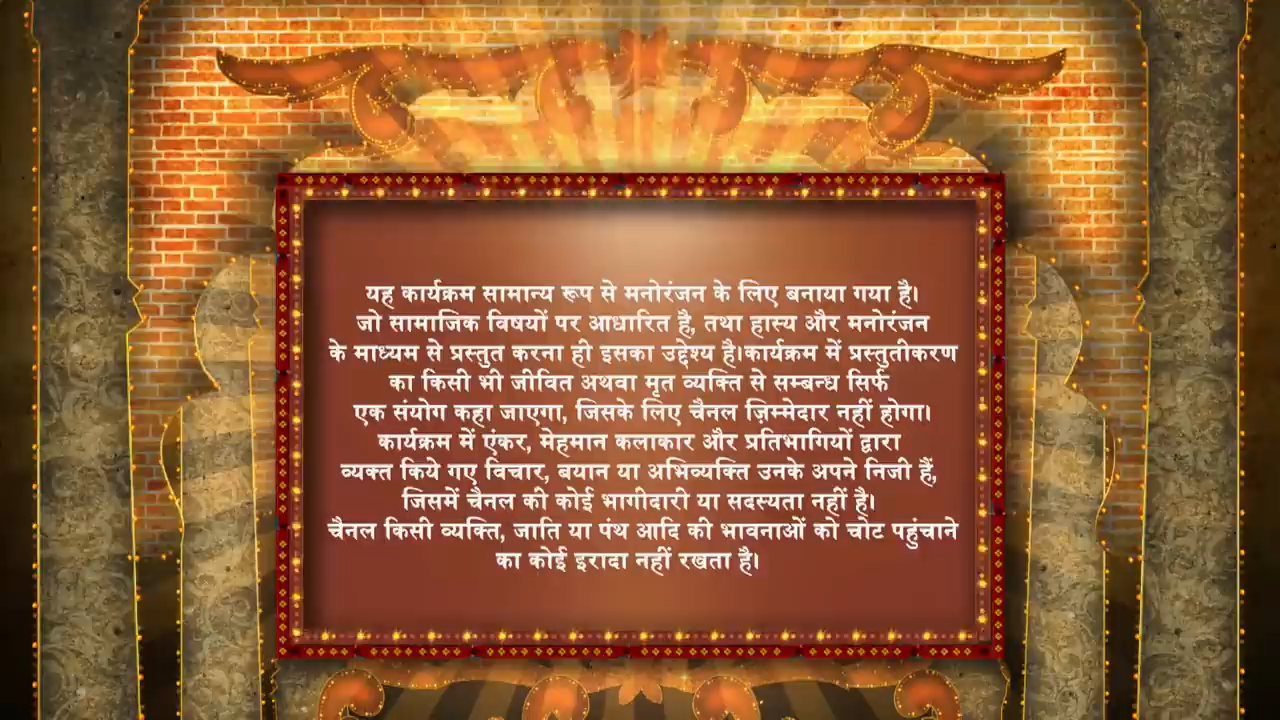 यह कार्यक्रम सामान्य रूप से मनोरंजन के लिए बनाया गया है।
जो सामाजिक विषयों पर आधारित है, तथा हास्य और मनोरंजन
के माध्यम से प्रस्तुत करना ही इसका उद्देश्य है।कार्यक्रम में प्रस्तुतीकरण
का किसी भी जीवित अथवा मृत व्यक्ति से सम्बन्ध सिर्फ
एक संयोग कहा जाएगा, जिसके लिए चैनल ज़िम्मेदार नहीं होगा।
कार्यक्रम में एंकर, मेहमान कलाकार और प्रतिभागियों द्वारा
व्यक्त किये गए विचार, बयान या अभिव्यक्ति उनके अपने निजी हैं,
जिसमें चैनल की कोई भागीदारी या सदस्यता नहीं है।
चैनल किसी व्यक्ति, जाति या पंथ आदि की भावनाओं को चोट पहुंचाने
का कोई इरादा नहीं रखता है।